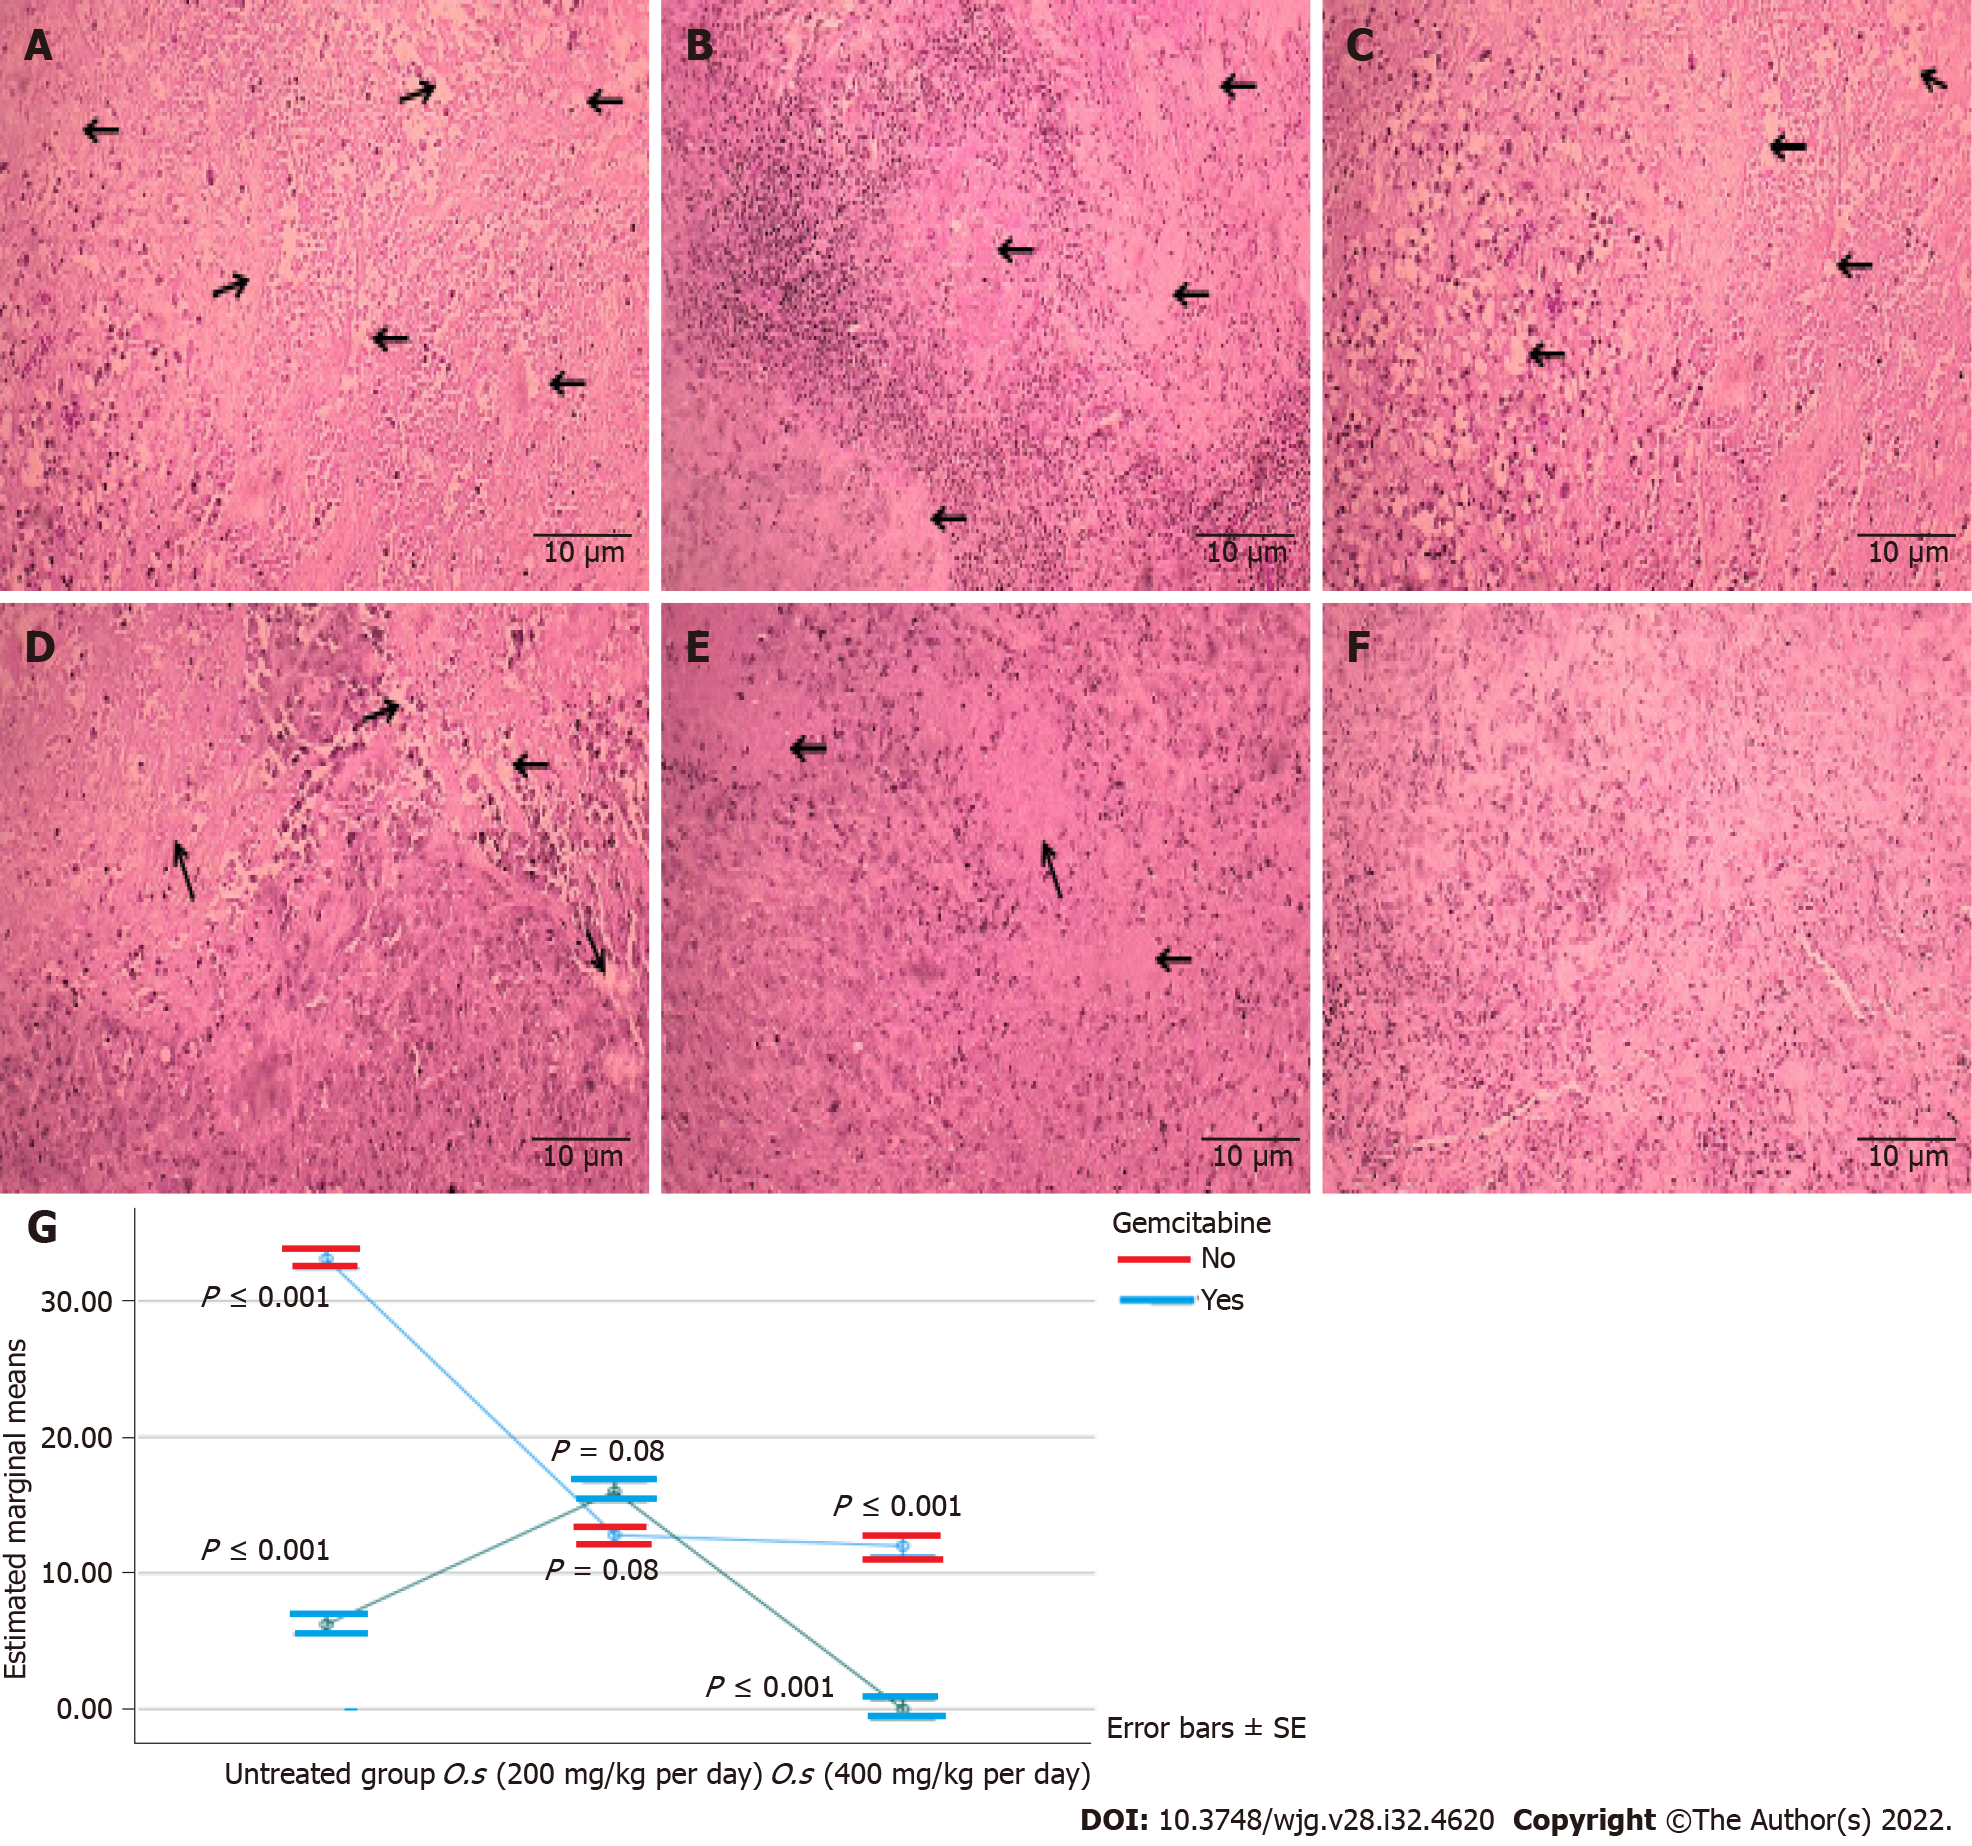 A
B
C
10 µm
10 µm
10 µm
D
E
F
10 µm
10 µm
10 µm
G
Gemcitabine
No
Yes
Estimated marginal means
30.00
20.00
10.00
0.00
P ≤ 0.001
P = 0.08
P ≤ 0.001
P ≤ 0.001
P = 0.08
P ≤ 0.001
Error bars ± SE
Untreated group O.s (200 mg/kg per day) O.s (400 mg/kg per day)
DOI: 10.3748/wjg.v28.i32.4620 Copyright ©The Author(s) 2022.